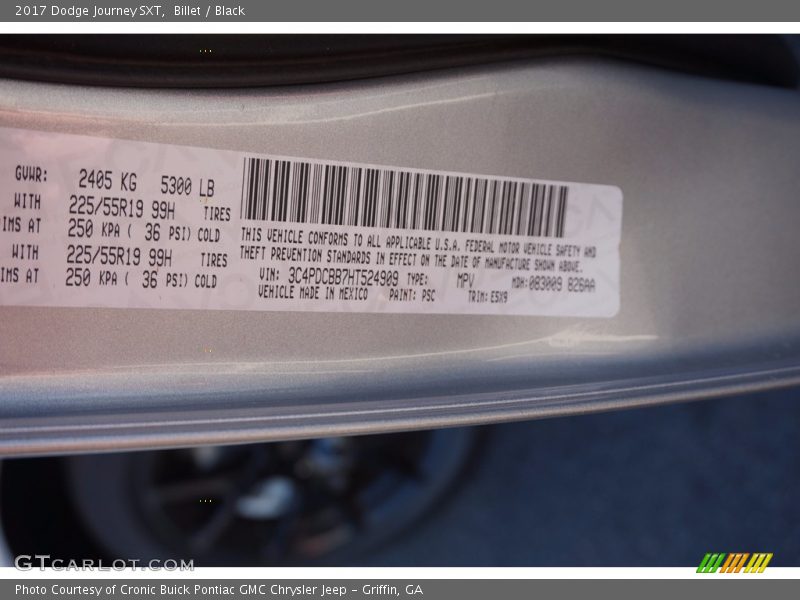 2017 Dodge Journey SXT, Billet / Black
GVWR: 2405 KG 5300 LB
WITH 225/55R19 99H TIRES
IMS AT 250 KPA ( 36 PSI) COLD
WITH 225/55R19 99H TIRES
IMS AT 250 KPA ( 36 PSI) COLD
THIS VEHICLE CONFORMS TO ALL APPLICABLE U.S.A. FEDERAL MOTOR VEHICLE SAFETY AND
THEFT PREVENTION STANDARDS IN EFFECT ON THE DATE OF MANUFACTURE SHOWN ABOVE.
VIN: 3C4PDCBB7HT524909 TYPE: MPV MDH:083009 B26AA
VEHICLE MADE IN MEXICO PAINT: PSC TRIM: E5X9
GTCARLOT.COM
Photo Courtesy of Cronic Buick Pontiac GMC Chrysler Jeep - Griffin, GA